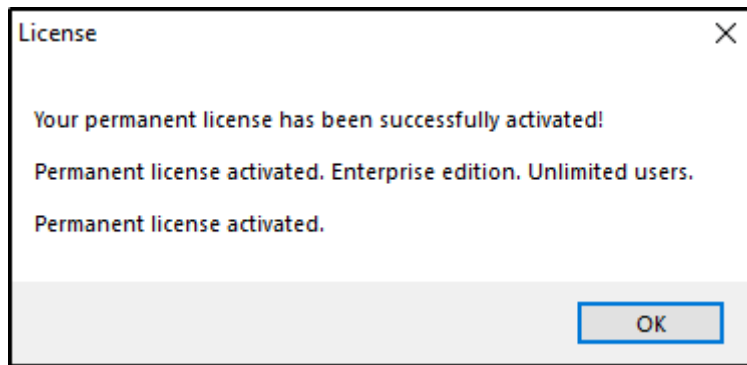 License
Your permanent license has been successfully activated!
Permanent license activated. Enterprise edition. Unlimited users.
Permanent license activated.
OK